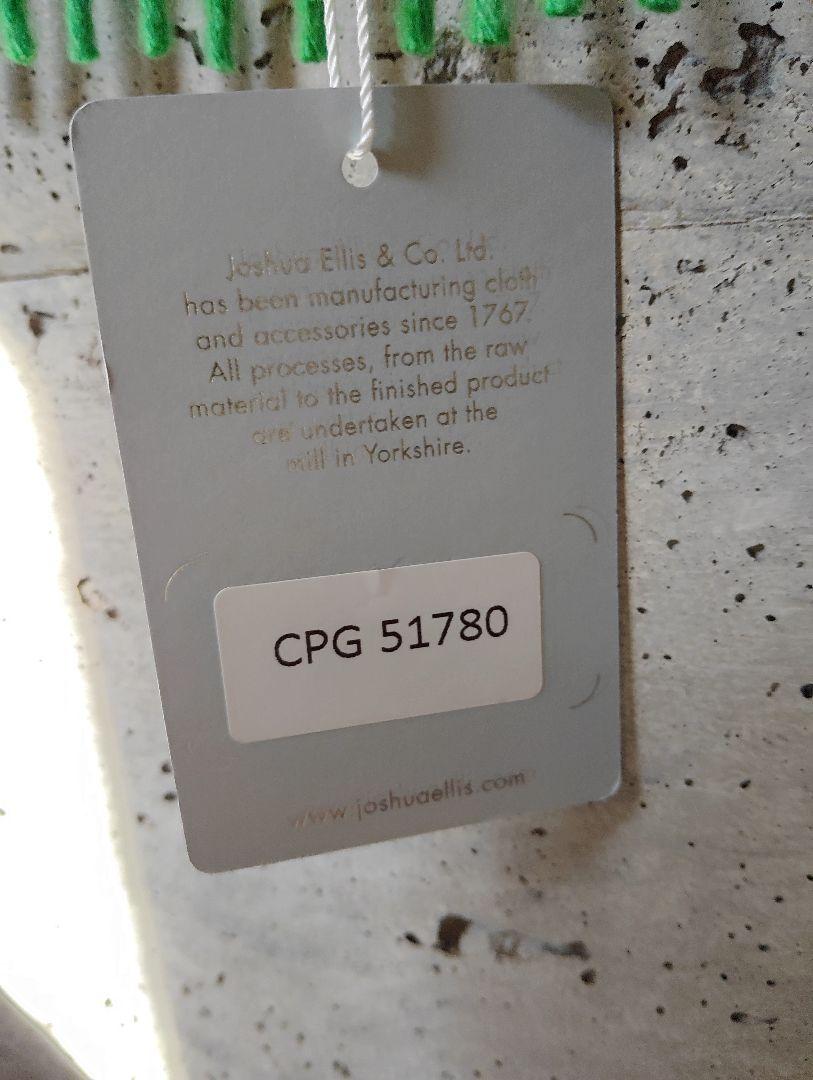 Joshua Ellis & Co. Ltd.
has been manufacturing cloth
and accessories since 1767.
All processes, from the raw
material to the finished product
are undertaken at the
mill in Yorkshire.
CPG 51780
www.joshuaellis.com